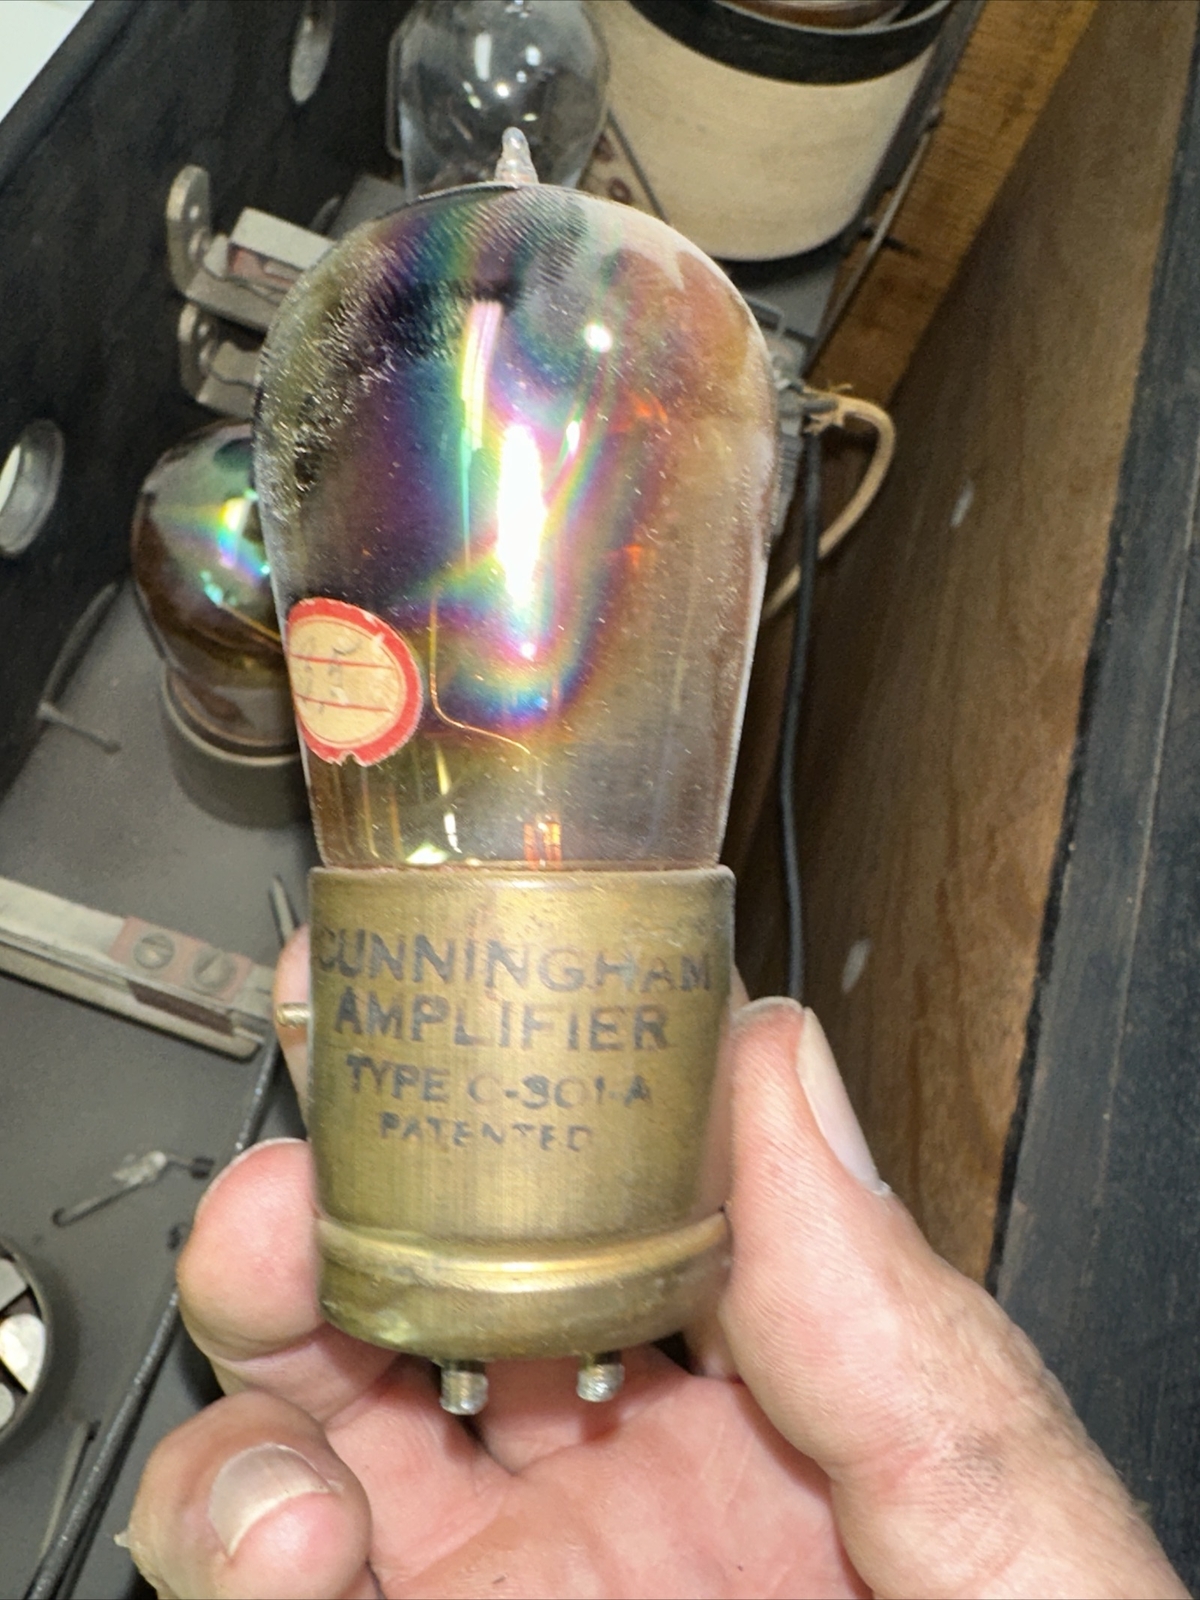 CUNNINGHAM
AMPLIFIER
TYPE C-301-A
PATENTED